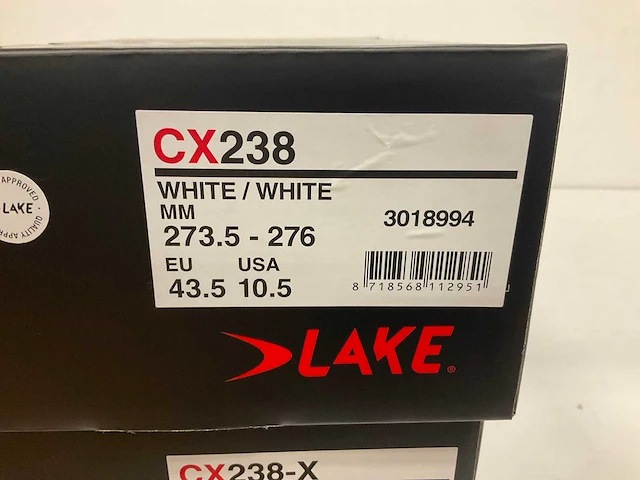 CX238
WHITE / WHITE
MM
273.5 - 276
3018994
EU USA
43.5 10.5
8 718568 112951
APPROVED
LAKE
QUALITY
LAKE®
CX238-X